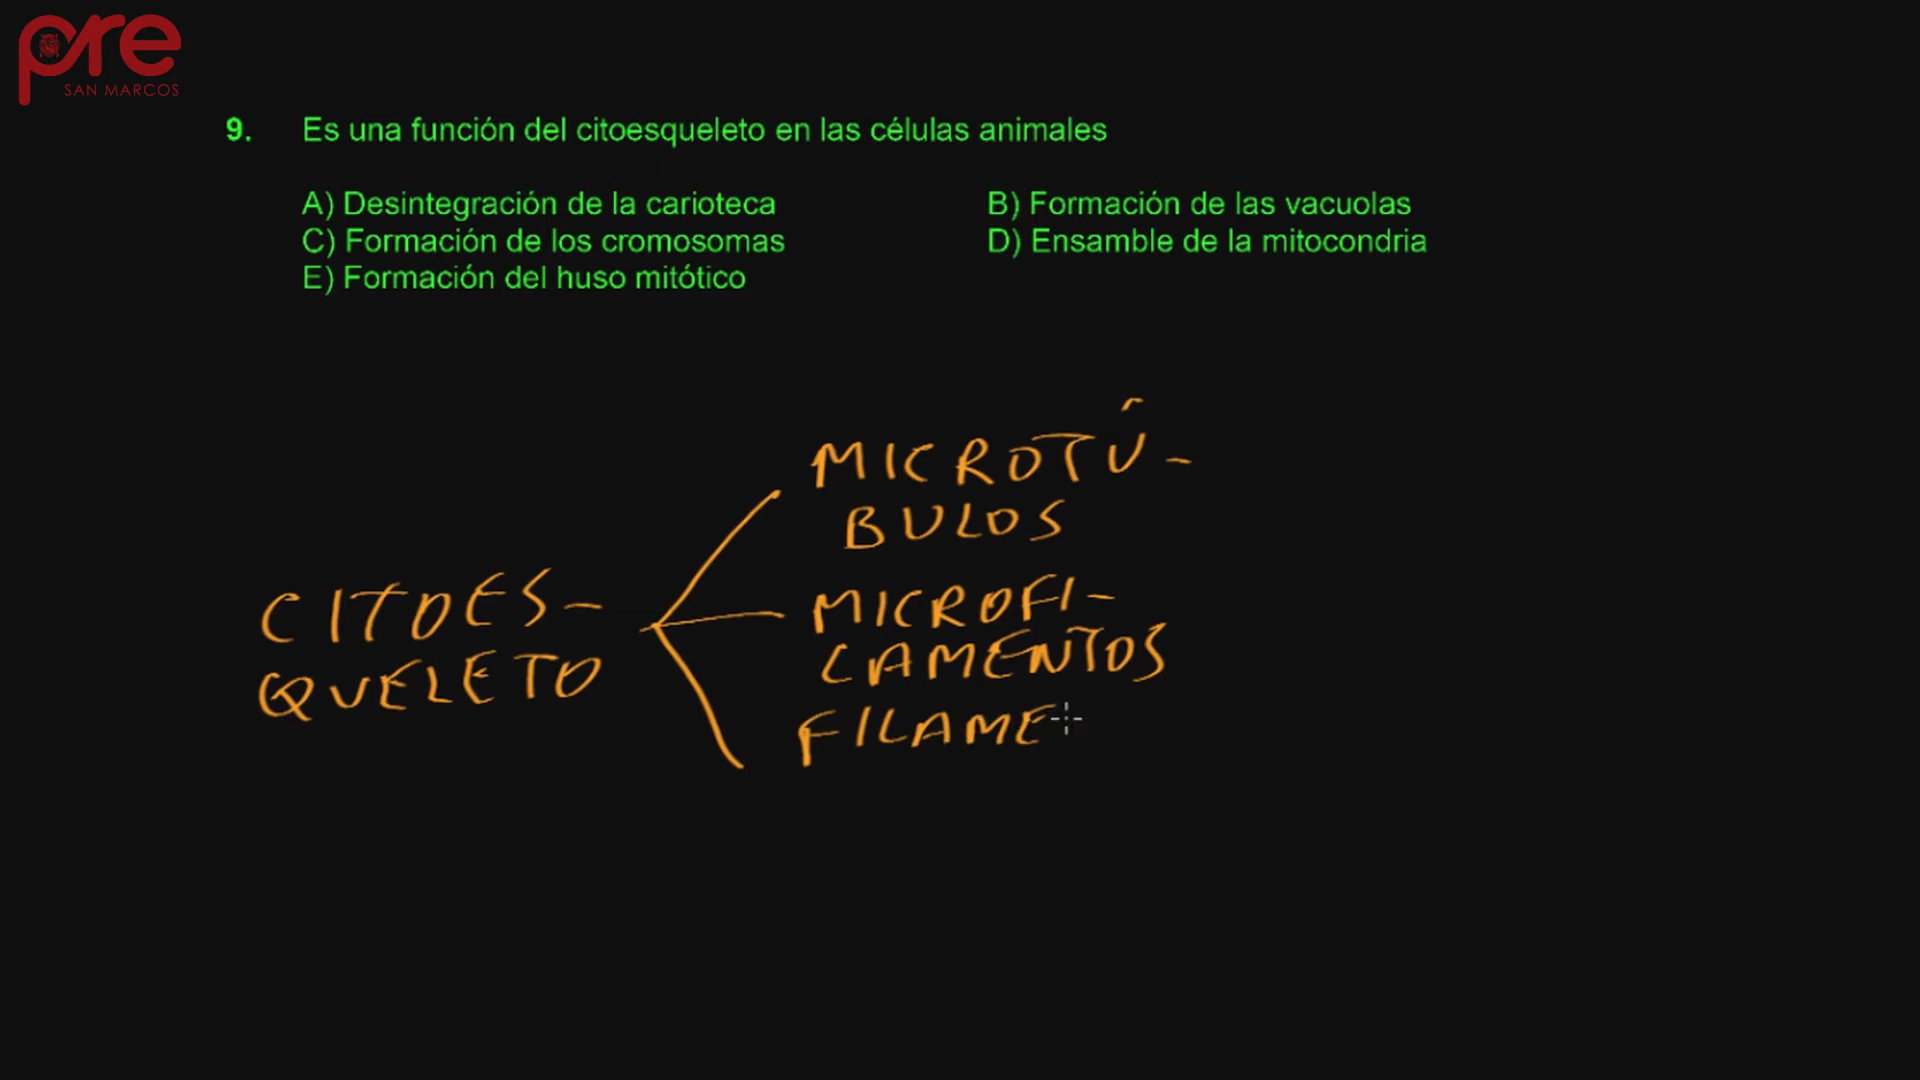 pre
SAN MARCOS
9. Es una función del citoesqueleto en las células animales
A) Desintegración de la carioteca B) Formación de las vacuolas
C) Formación de los cromosomas D) Ensamble de la mitocondria
E) Formación del huso mitótico
MICROTÚ-
BULOS
CITOES-
QUELETO
MICROFI-
LAMENTOS
FILAME